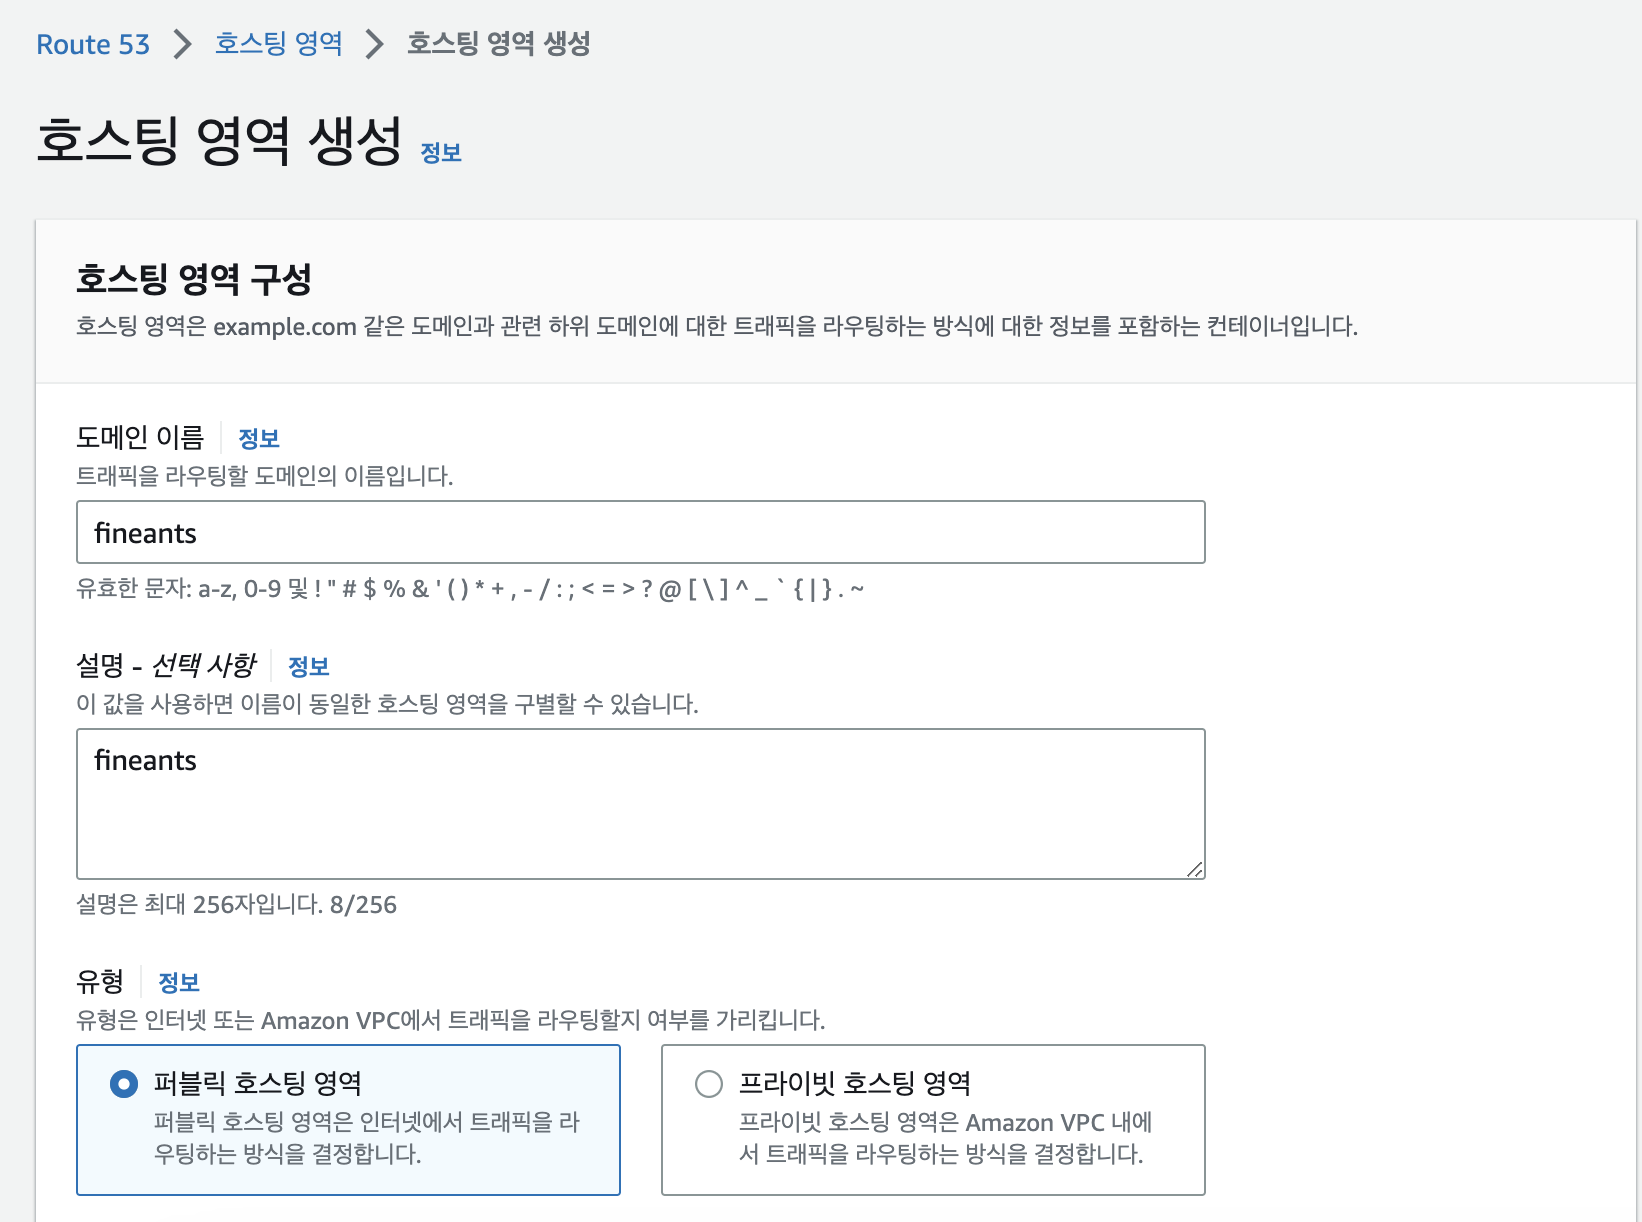 Route 53 > 호스팅 영역 > 호스팅 영역 생성
호스팅 영역 생성 정보
호스팅 영역 구성
호스팅 영역은 example.com 같은 도메인과 관련 하위 도메인에 대한 트래픽을 라우팅하는 방식에 대한 정보를 포함하는 컨테이너입니다.
도메인 이름 정보
트래픽을 라우팅할 도메인의 이름입니다.
fineants
유효한 문자: a-z, 0-9 및 ! " # $ % & ' ( ) * + , - / : ; < = > ? @ [ \ ] ^ _ ` { | } . ~
설명 - 선택 사항 정보
이 값을 사용하면 이름이 동일한 호스팅 영역을 구별할 수 있습니다.
fineants
설명은 최대 256자입니다. 8/256
유형 정보
유형은 인터넷 또는 Amazon VPC에서 트래픽을 라우팅할지 여부를 가리킵니다.
퍼블릭 호스팅 영역
퍼블릭 호스팅 영역은 인터넷에서 트래픽을 라
우팅하는 방식을 결정합니다.
프라이빗 호스팅 영역
프라이빗 호스팅 영역은 Amazon VPC 내에
서 트래픽을 라우팅하는 방식을 결정합니다.